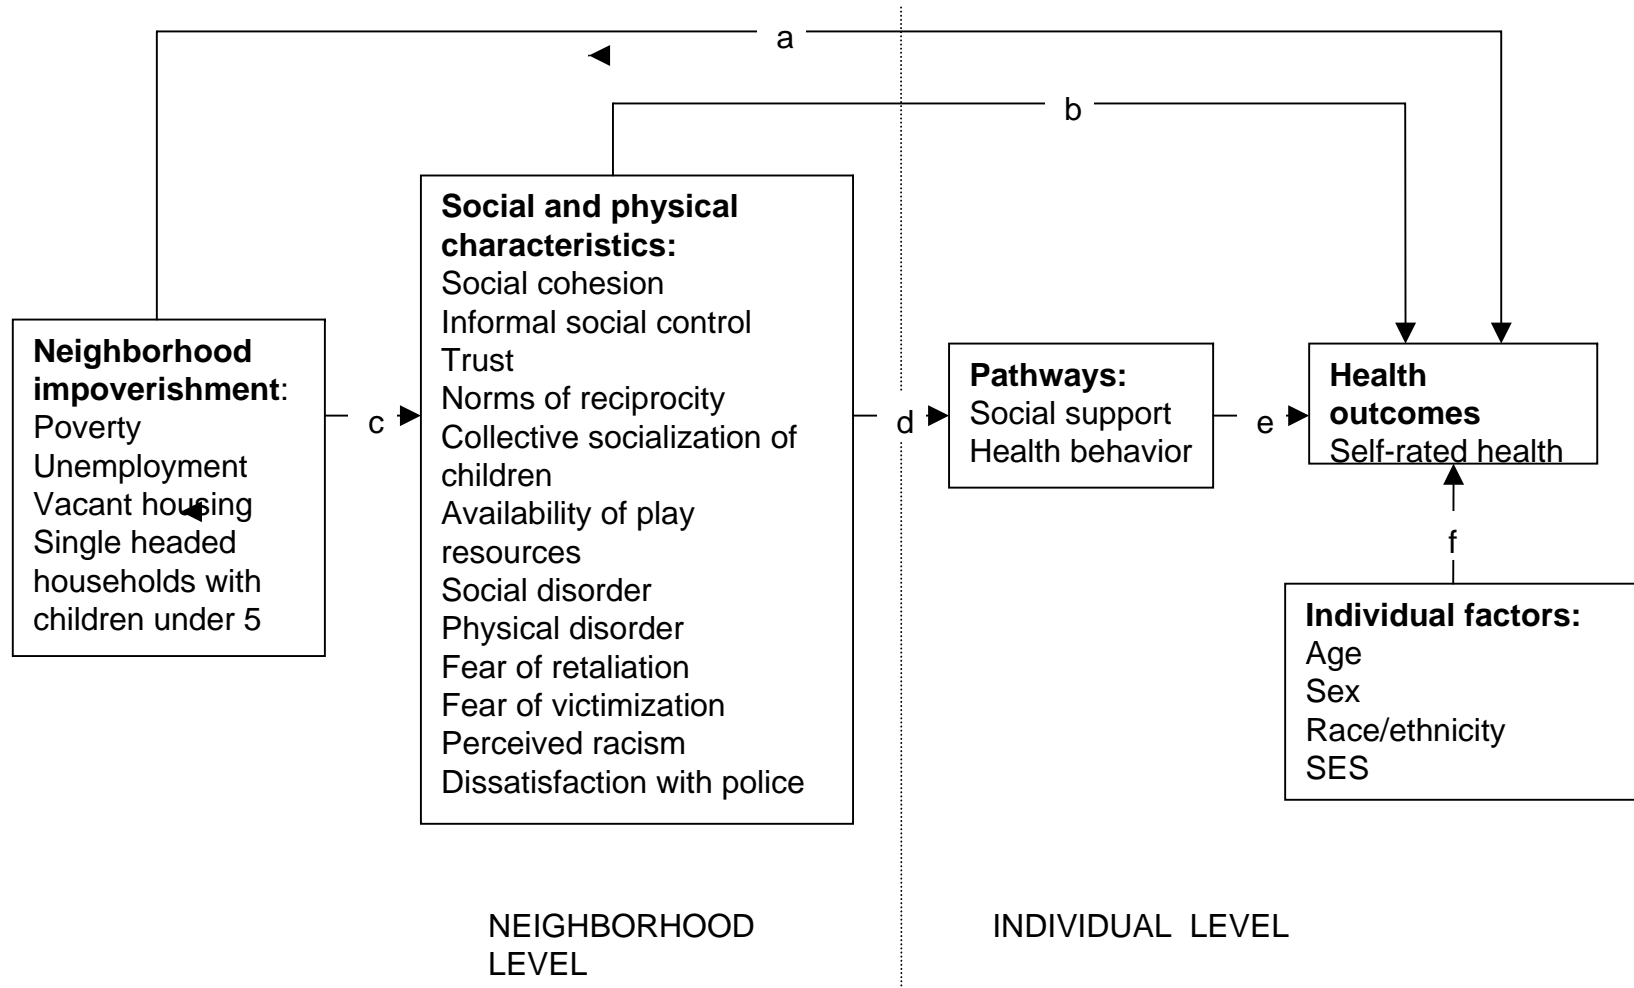 a
b
Neighborhood
impoverishment:
Poverty
Unemployment
Vacant housing
Single headed
households with
children under 5
c
Social and physical
characteristics:
Social cohesion
Informal social control
Trust
Norms of reciprocity
Collective socialization of
children
Availability of play
resources
Social disorder
Physical disorder
Fear of retaliation
Fear of victimization
Perceived racism
Dissatisfaction with police
d
Pathways:
Social support
Health behavior
e
Health
outcomes
Self-rated health
f
Individual factors:
Age
Sex
Race/ethnicity
SES
NEIGHBORHOOD
LEVEL
INDIVIDUAL  LEVEL